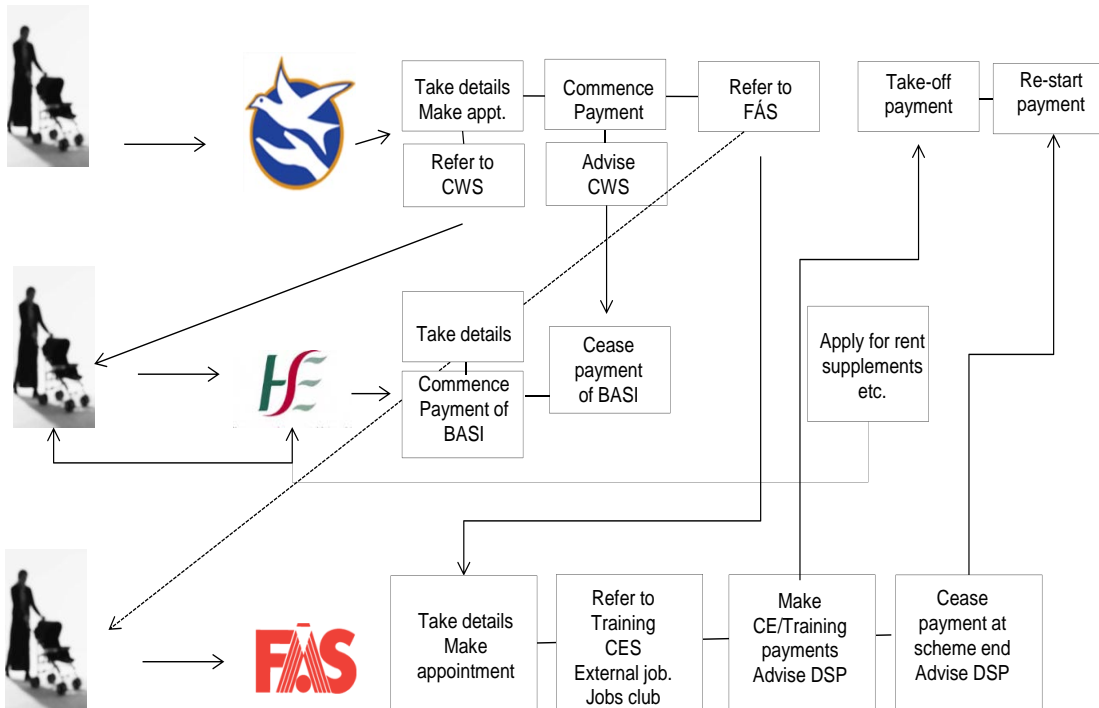 Take details
Make appt.
Commence
Payment
Refer to
FÁS
Take-off
payment
Re-start
payment
Refer to
CWS
Advise
CWS
Take details
Commence
Payment of
BASI
Cease
payment
of BASI
Apply for rent
supplements
etc.
HSE
Take details
Make
appointment
Refer to
Training
CES
External job.
Jobs club
Make
CE/Training
payments
Advise DSP
Cease
payment at
scheme end
Advise DSP
FÁS